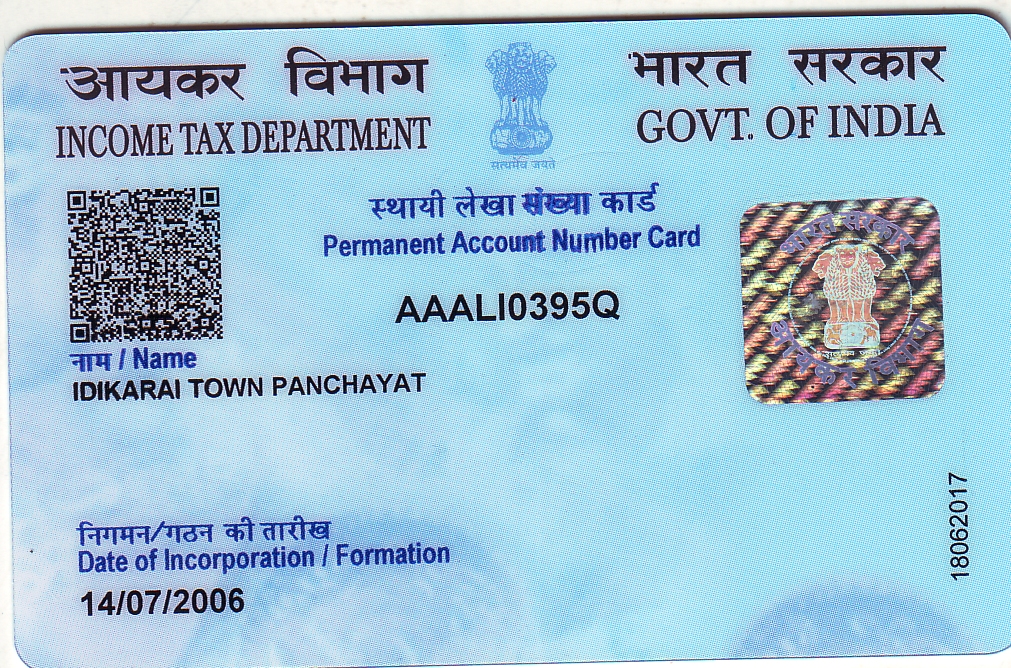 आयकर विभाग
INCOME TAX DEPARTMENT
सत्यमेव जयते
भारत सरकार
GOVT. OF INDIA
स्थायी लेखा संख्या कार्ड
Permanent Account Number Card
AAALI0395Q
भारत सरकार
सत्यमेव जयते
आयकर विभाग
नाम / Name
IDIKARAI TOWN PANCHAYAT
निगमन/गठन की तारीख
Date of Incorporation / Formation
14/07/2006
18062017